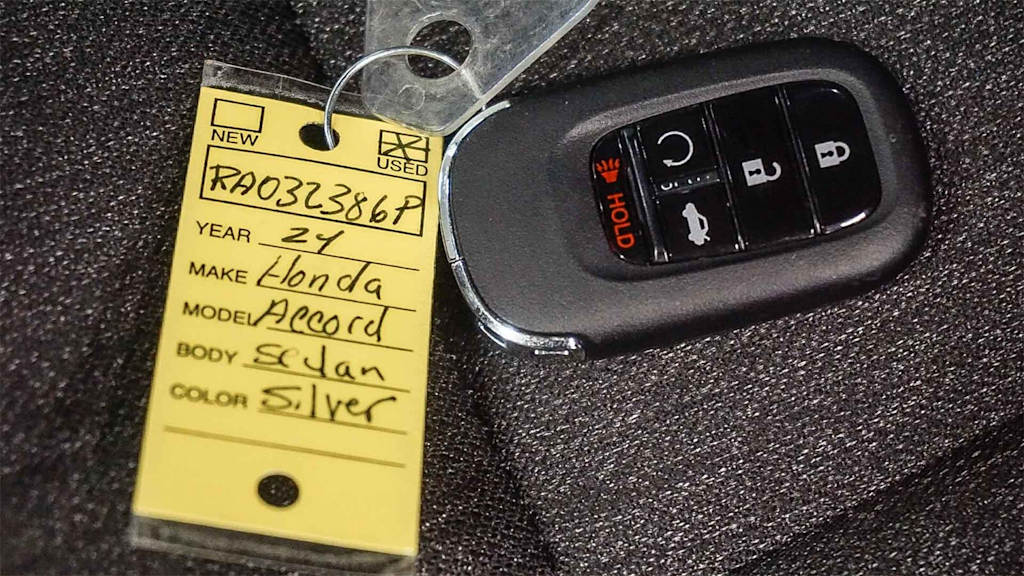 NEW
USED
RA032386P
YEAR 24
MAKE Honda
MODEL Accord
BODY Sedan
COLOR Silver
HOLD